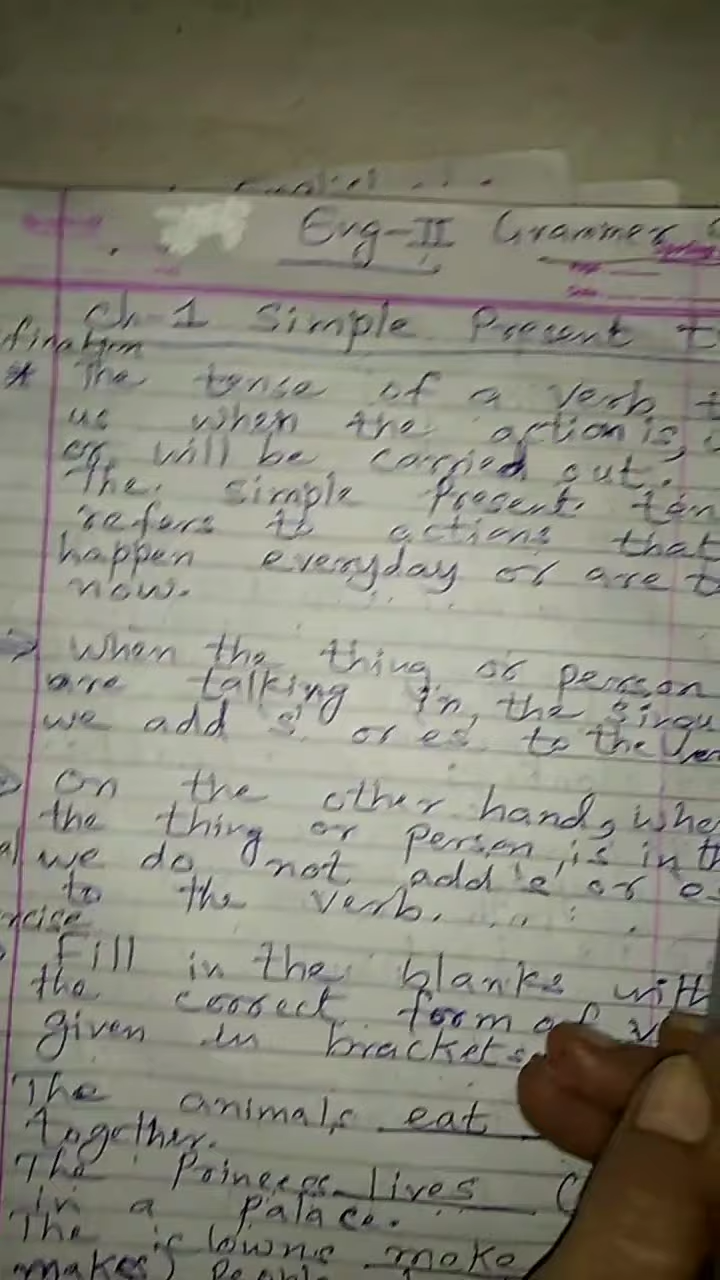 Eng-II Grammer
Ch-1 Simple Present
* The tense of a verb
us when the action is,
or will be carried out.
The simple Present ten
refers to actions that
happen everyday or are
now.
When the thing or person
are talking in, the singu
we add s' or es to the ver
on the other hand, whe
the thing or person, is in th
we do not add 's' or e
to the verb.
Fill in the blanks with
the correct form of v
given in brackets
The animals eat
together.
The Princess lives (
in a palace.
The clowns make
makes) People